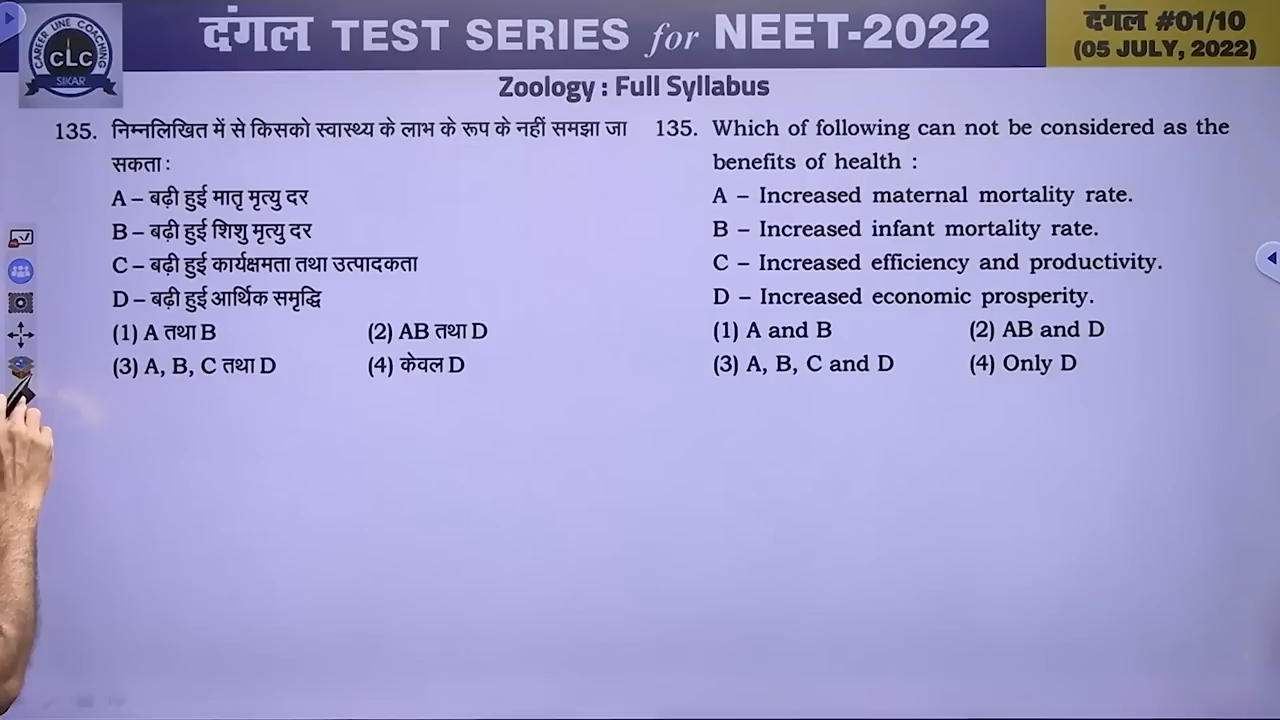 दंगल TEST SERIES for NEET-2022
दंगल #01/10
(05 JULY, 2022)
CAREER LINE COACHING
CLC
SIKAR
Zoology : Full Syllabus
135. निम्नलिखित में से किसको स्वास्थ्य के लाभ के रूप के नहीं समझा जा
सकता :
A – बढ़ी हुई मातृ मृत्यु दर
B – बढ़ी हुई शिशु मृत्यु दर
C – बढ़ी हुई कार्यक्षमता तथा उत्पादकता
D – बढ़ी हुई आर्थिक समृद्धि
(1) A तथा B (2) AB तथा D
(3) A, B, C तथा D (4) केवल D
135. Which of following can not be considered as the
benefits of health :
A – Increased maternal mortality rate.
B – Increased infant mortality rate.
C – Increased efficiency and productivity.
D – Increased economic prosperity.
(1) A and B (2) AB and D
(3) A, B, C and D (4) Only D